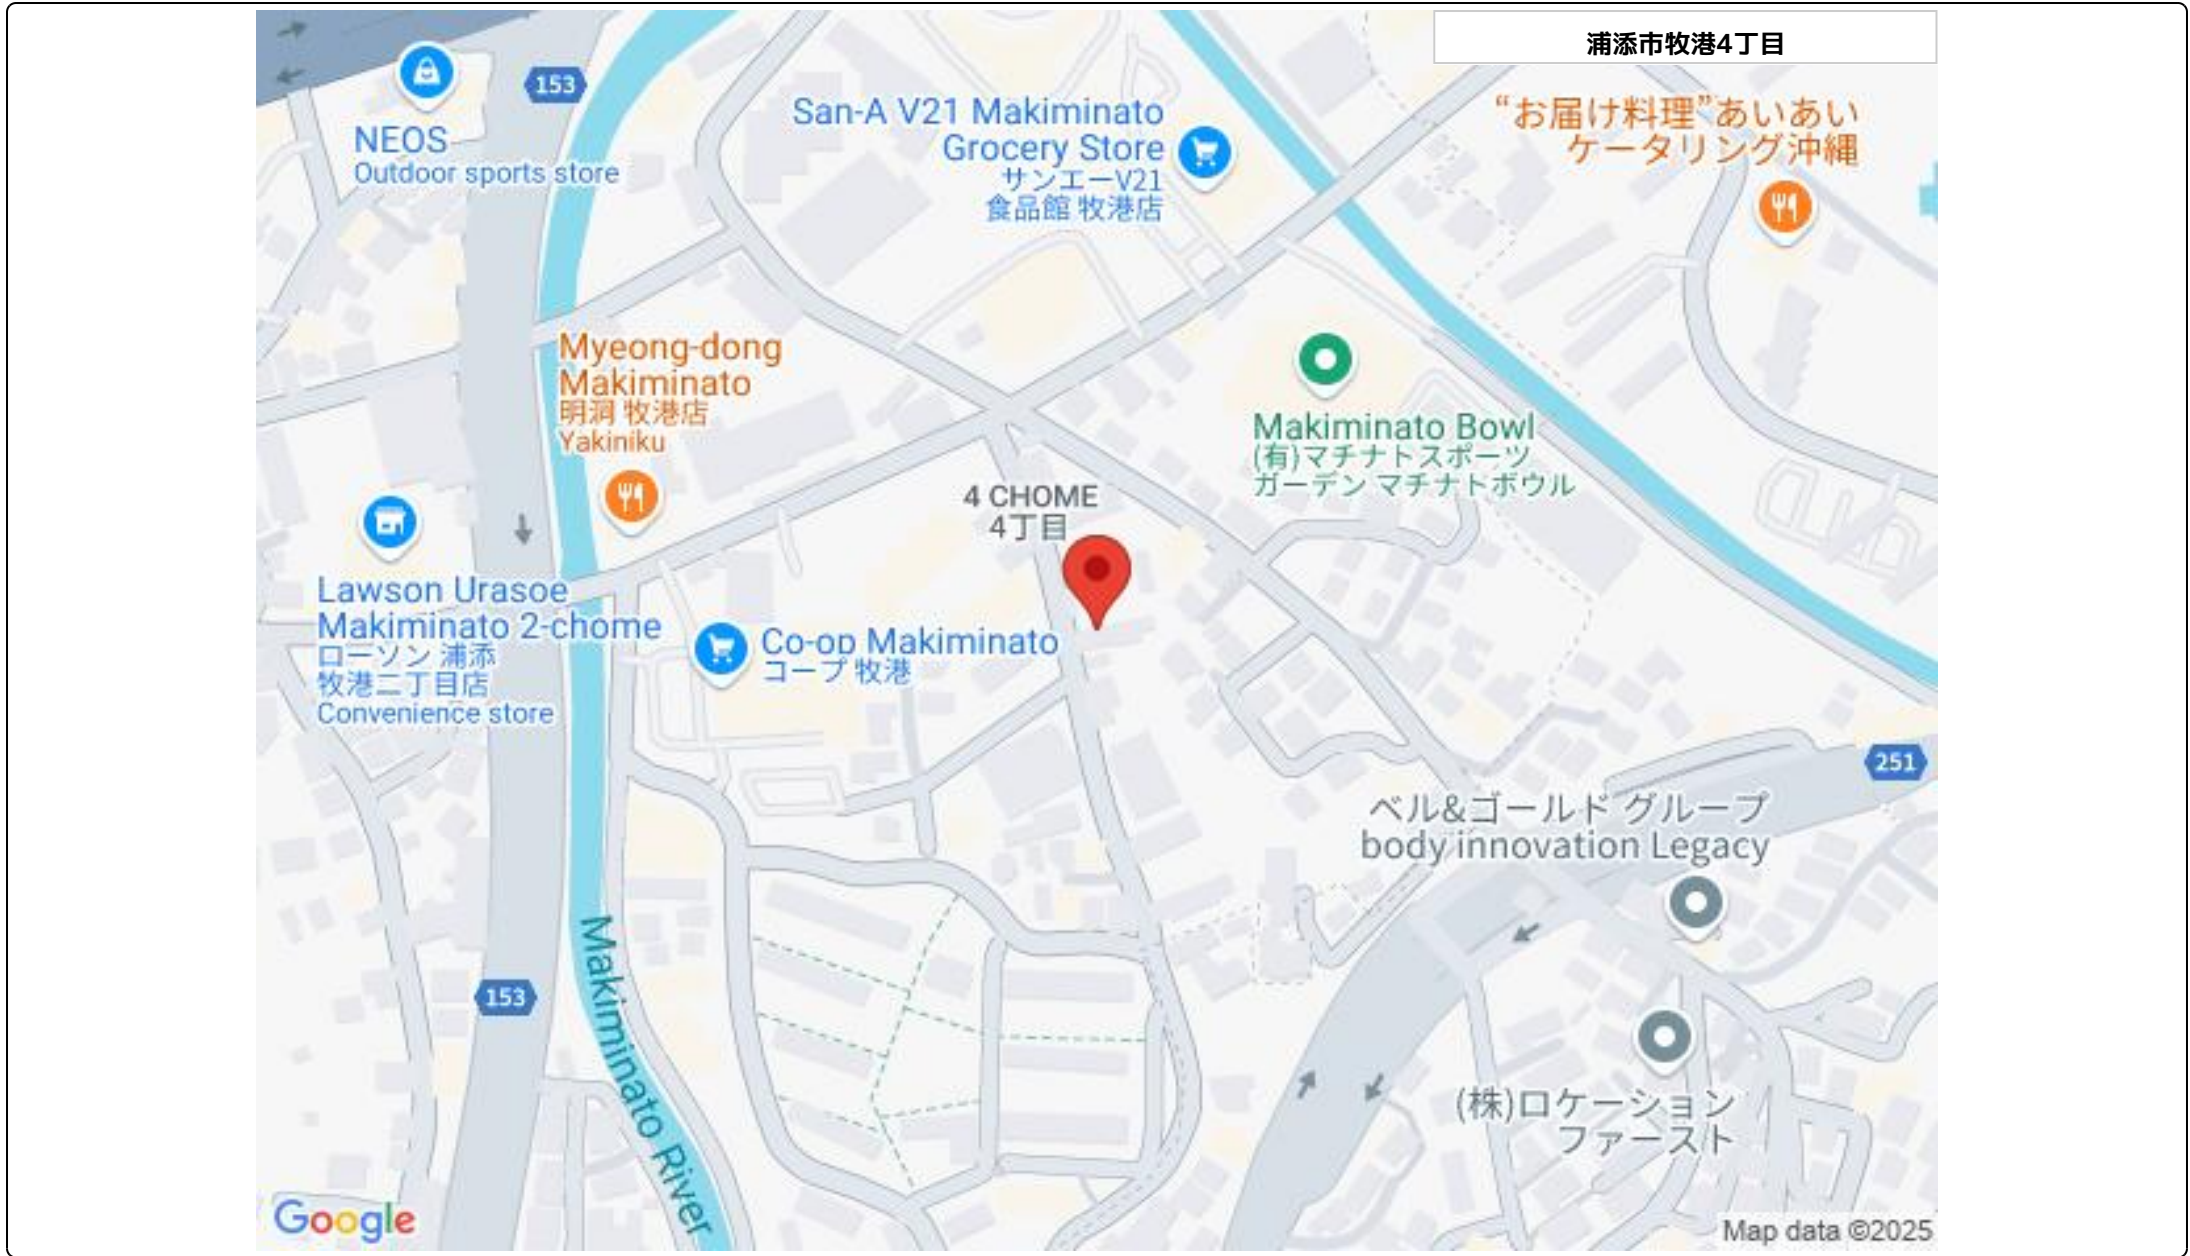 浦添市牧港4丁目
153
NEOS
Outdoor sports store
San-A V21 Makiminato
Grocery Store
サンエーV21
食品館 牧港店
“お届け料理”あいあい
ケータリング沖縄
Myeong-dong
Makiminato
明洞 牧港店
Yakiniku
Makiminato Bowl
(有)マチナトスポーツ
ガーデン マチナトボウル
4 CHOME
4丁目
Lawson Urasoe
Makiminato 2-chome
ローソン 浦添
牧港二丁目店
Convenience store
Co-op Makiminato
コープ 牧港
251
ベル&ゴールド グループ
body innovation Legacy
153
Makiminato River
(株)ロケーション
ファースト
Google
Map data ©2025